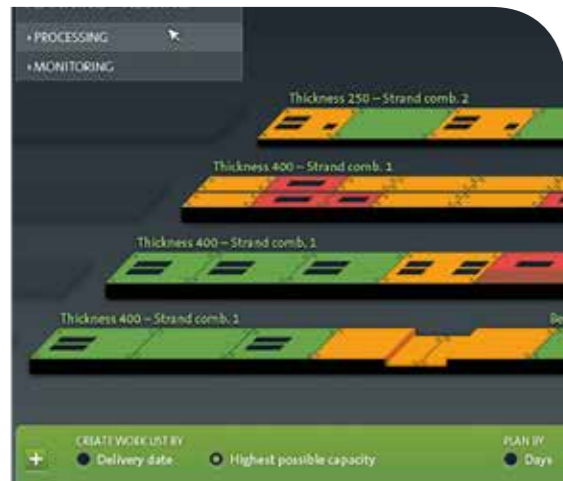 › PROCESSING
› MONITORING
Thickness 250 – Strand comb. 2
Thickness 400 – Strand comb. 1
Thickness 400 – Strand comb. 1
Thickness 400 – Strand comb. 1
Be
CREATE WORK LIST BY
PLAN BY
Delivery date
Highest possible capacity
Days